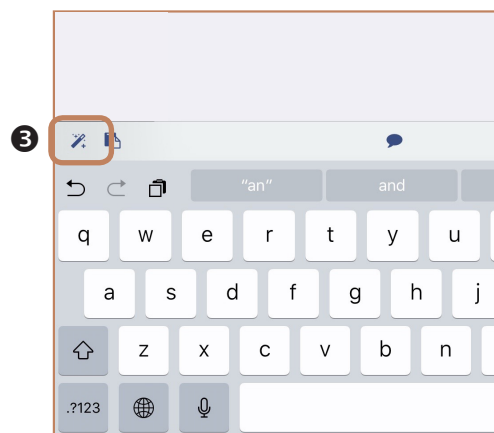 ❸
“an” and
q w e r t y u
a s d f g h j
z x c v b n
.?123